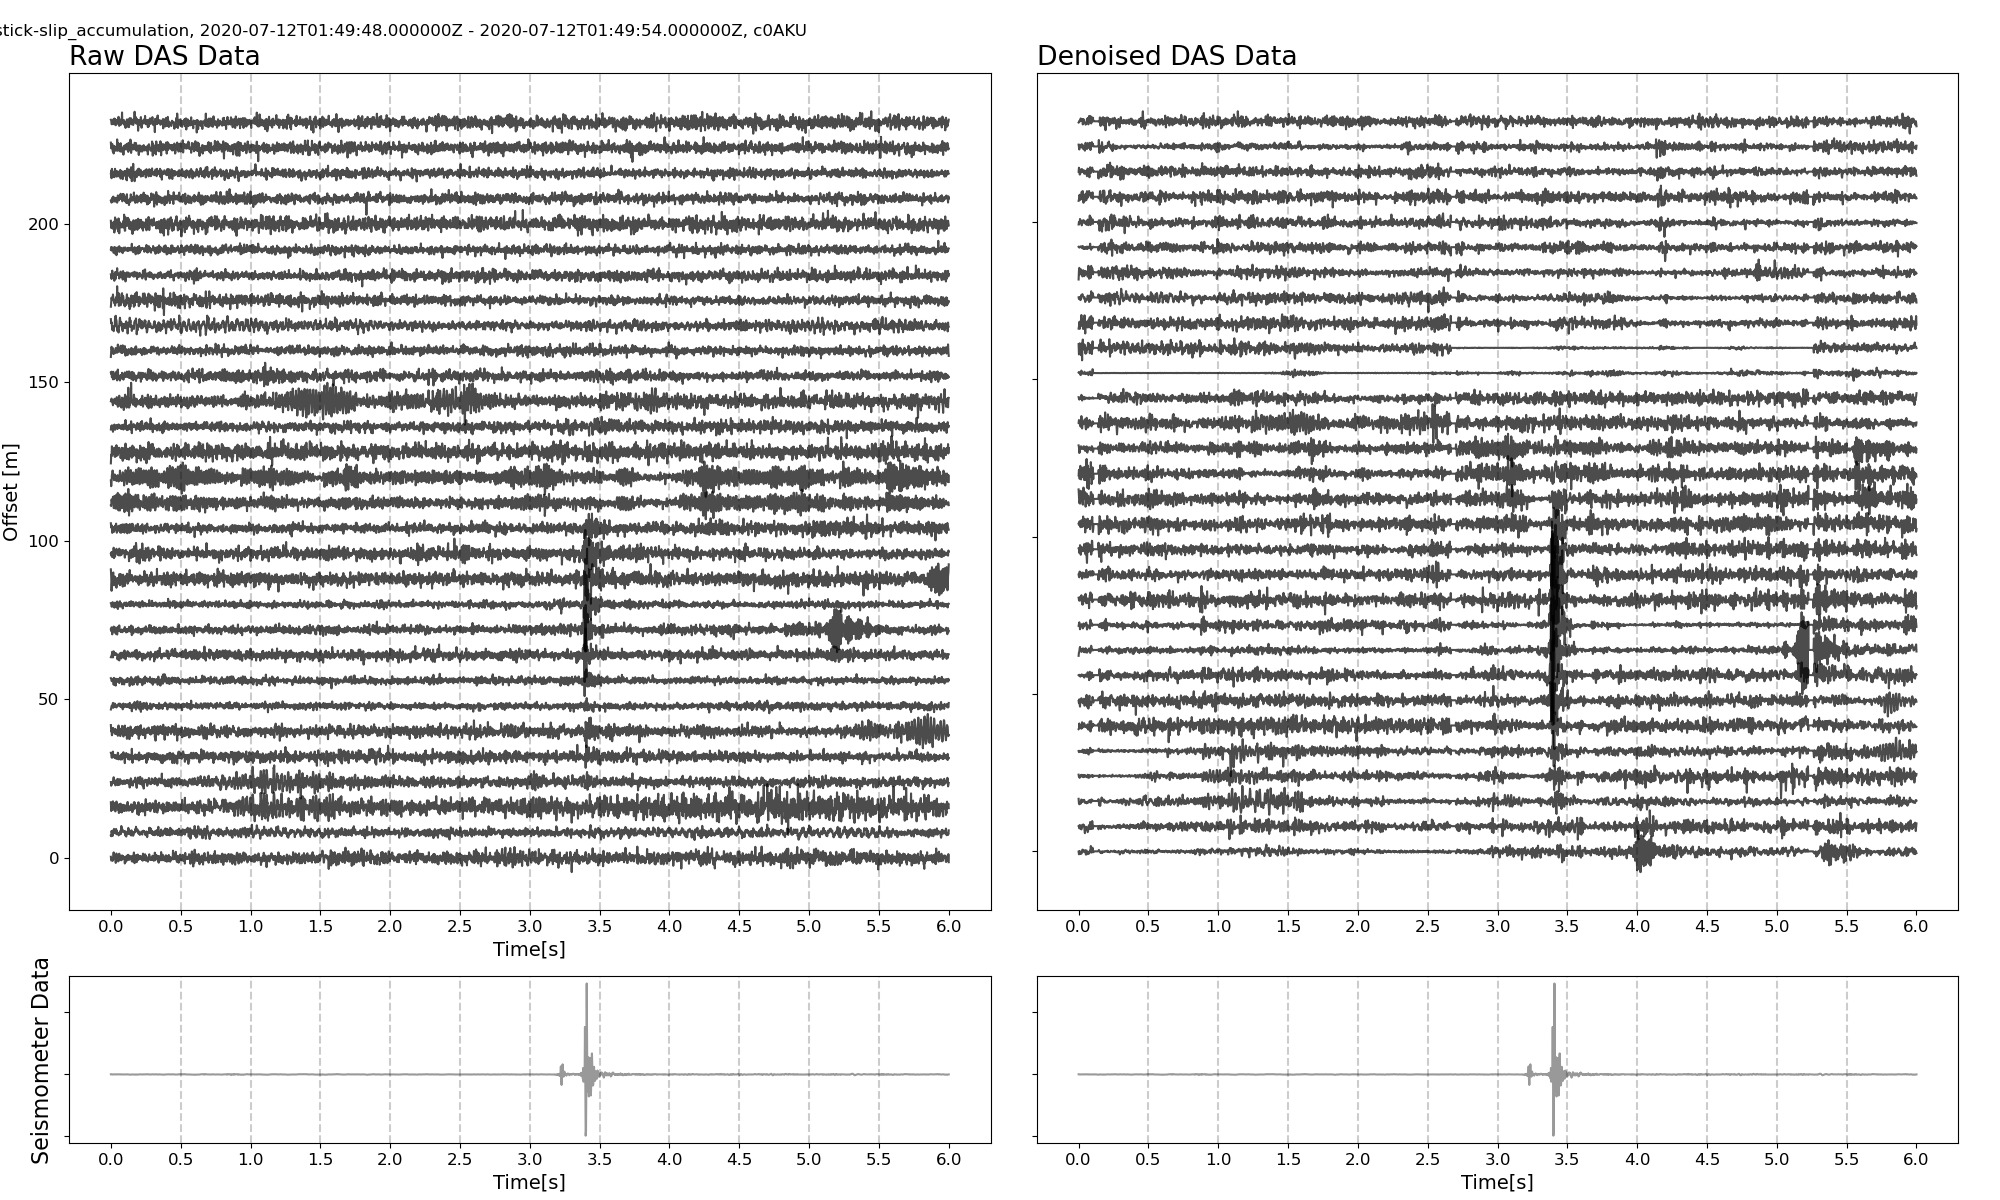 stick-slip_accumulation, 2020-07-12T01:49:48.000000Z - 2020-07-12T01:49:54.000000Z, c0AKU
Raw DAS Data
Denoised DAS Data
Offset [m]
200
150
100
50
0
0.0 0.5 1.0 1.5 2.0 2.5 3.0 3.5 4.0 4.5 5.0 5.5 6.0
Time[s]
0.0 0.5 1.0 1.5 2.0 2.5 3.0 3.5 4.0 4.5 5.0 5.5 6.0
Seismometer Data
0.0 0.5 1.0 1.5 2.0 2.5 3.0 3.5 4.0 4.5 5.0 5.5 6.0
Time[s]
0.0 0.5 1.0 1.5 2.0 2.5 3.0 3.5 4.0 4.5 5.0 5.5 6.0
Time[s]